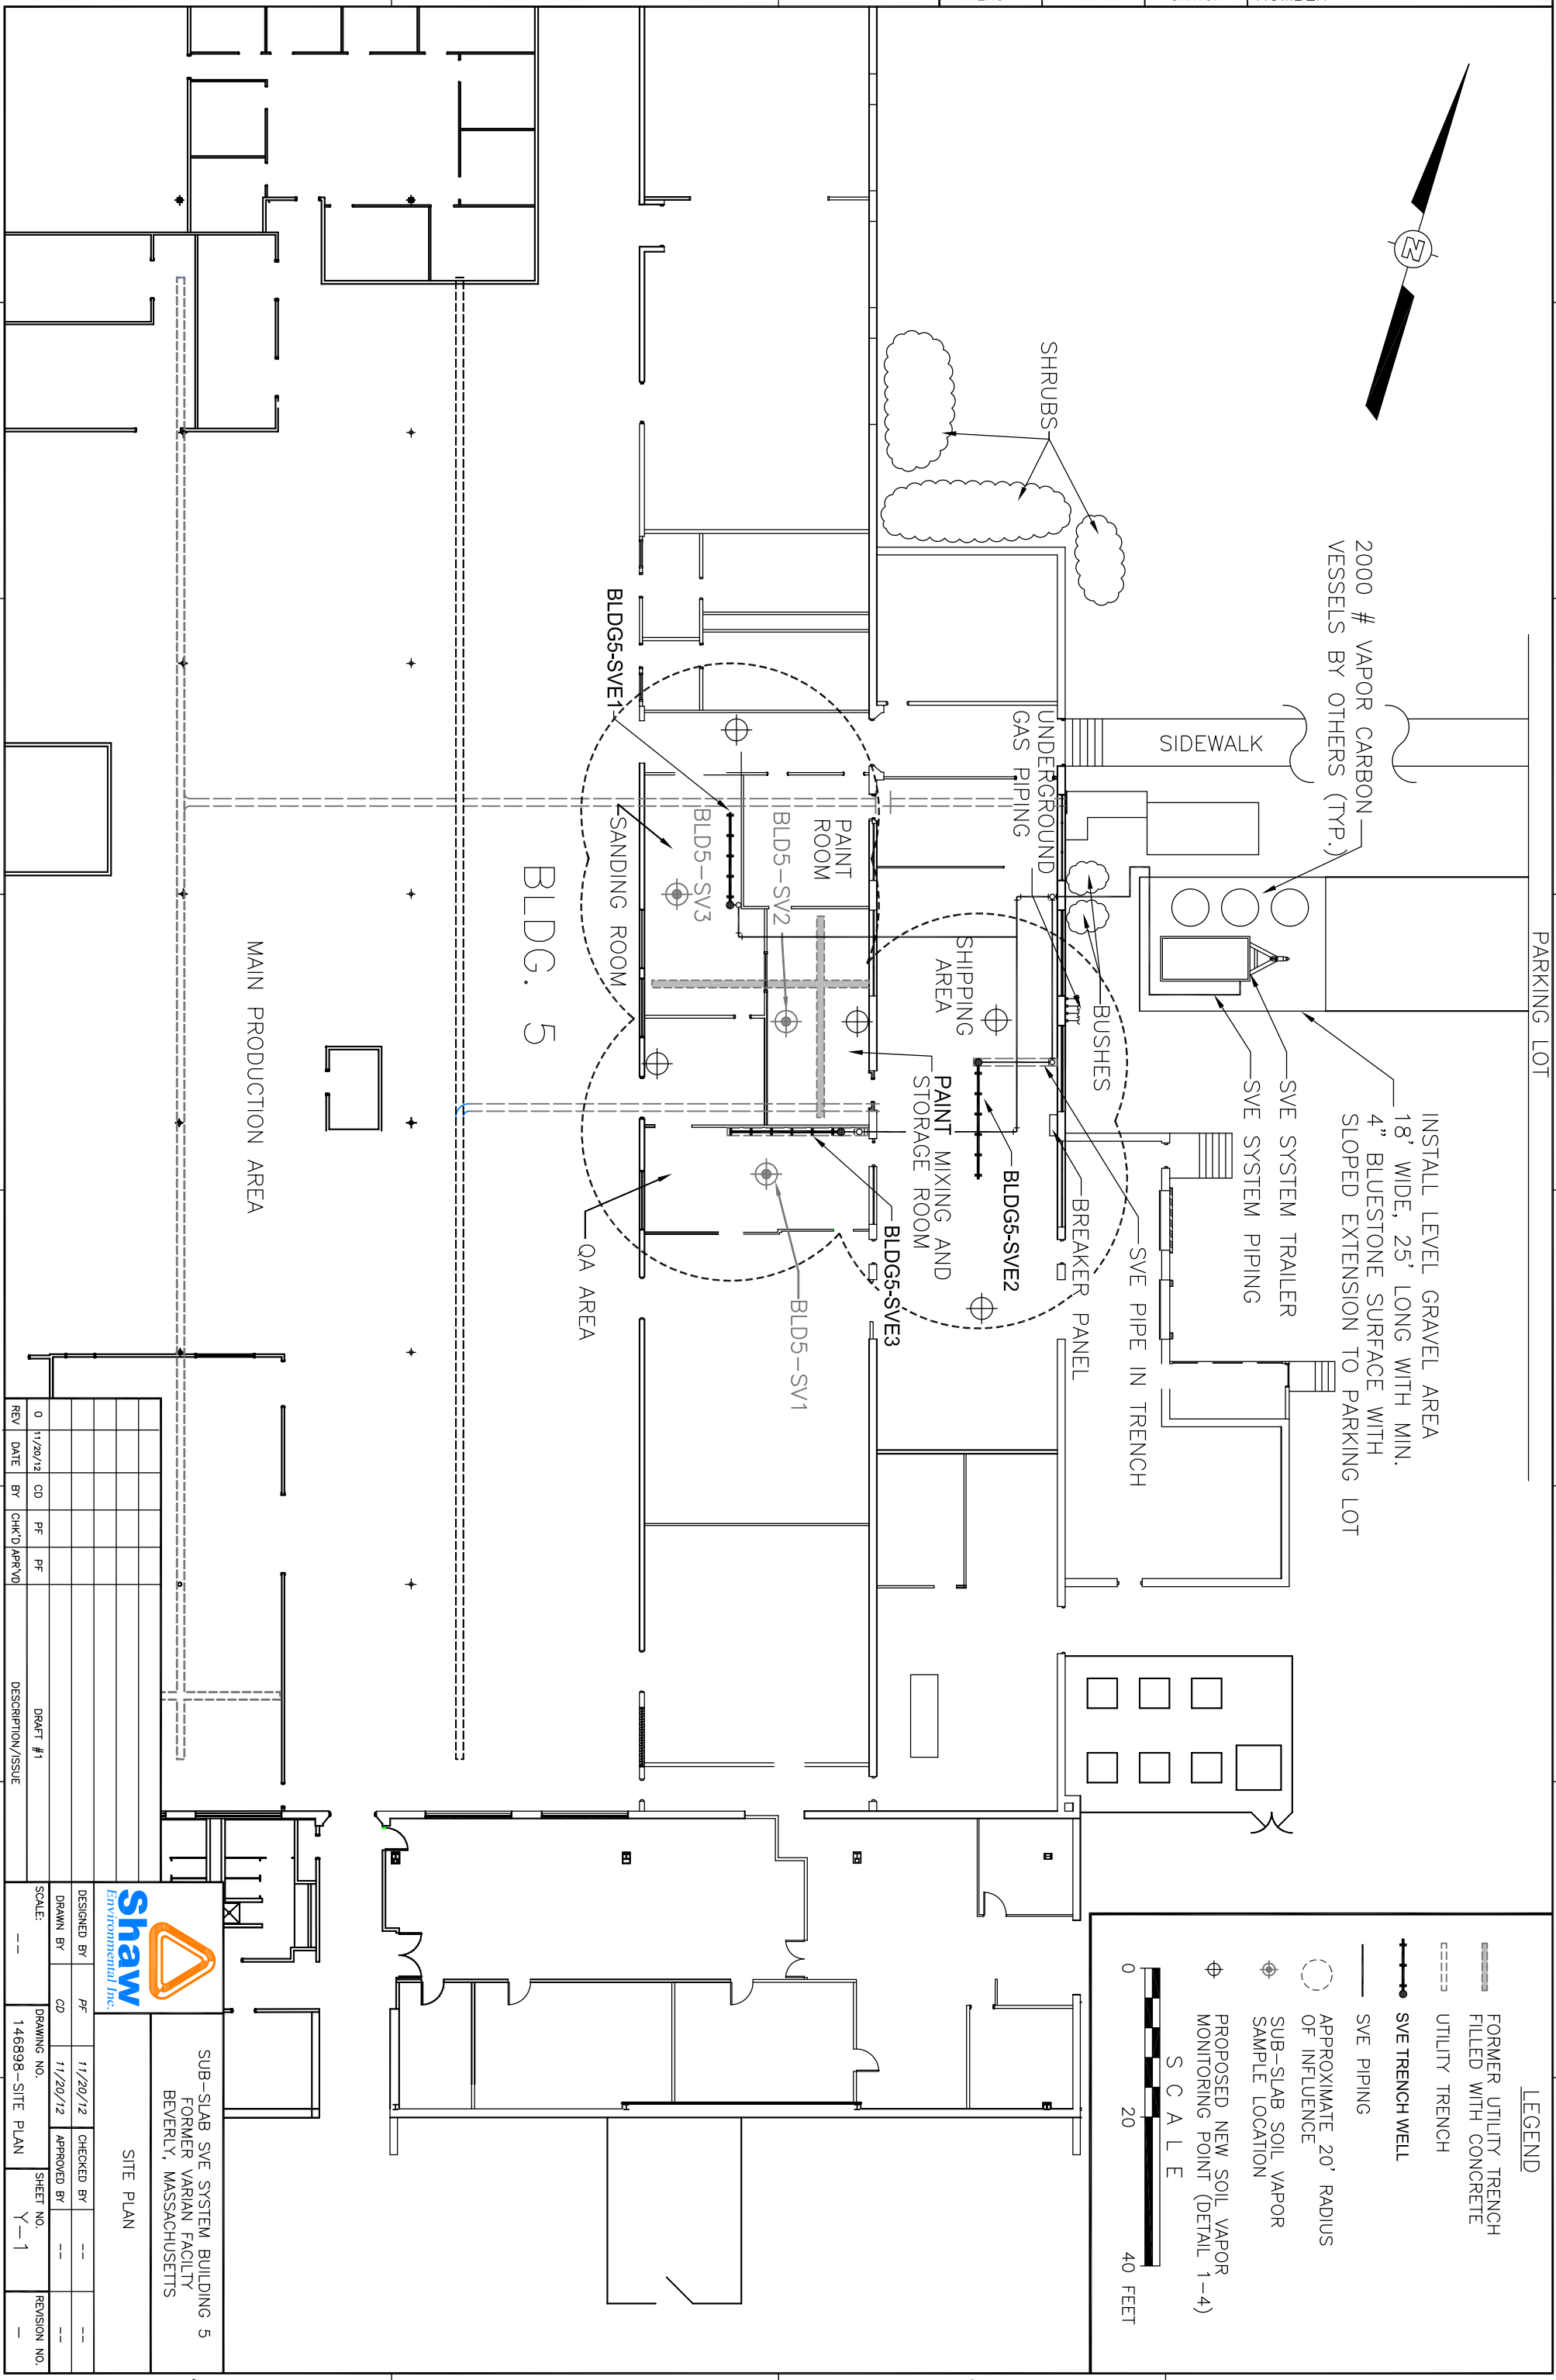 PARKING LOT
SHRUBS
2000 # VAPOR CARBON
VESSELS BY OTHERS (TYP.)
SIDEWALK
UNDERGROUND
GAS PIPING
BUSHES
INSTALL LEVEL GRAVEL AREA
18' WIDE, 25' LONG WITH MIN.
4" BLUESTONE SURFACE WITH
SLOPED EXTENSION TO PARKING LOT
SVE SYSTEM TRAILER
SVE SYSTEM PIPING
SVE PIPE IN TRENCH
BREAKER PANEL
BLDG5-SVE1
BLDG5-SVE2
BLDG5-SVE3
SHIPPING
AREA
PAINT
ROOM
PAINT MIXING AND
STORAGE ROOM
BLD5-SV2
BLD5-SV3
BLD5-SV1
SANDING ROOM
QA AREA
BLDG. 5
MAIN PRODUCTION AREA
N
LEGEND
FORMER UTILITY TRENCH
FILLED WITH CONCRETE
UTILITY TRENCH
SVE TRENCH WELL
SVE PIPING
APPROXIMATE 20' RADIUS
OF INFLUENCE
SUB-SLAB SOIL VAPOR
SAMPLE LOCATION
PROPOSED NEW SOIL VAPOR
MONITORING POINT (DETAIL 1-4)
S C A L E
0 20 40 FEET
0 11/20/12 CD PF PF DRAFT #1
REV DATE BY CHK'D APR'VD DESCRIPTION/ISSUE
Shaw
Environmental Inc.
SUB-SLAB SVE SYSTEM BUILDING 5
FORMER VARIAN FACILTY
BEVERLY, MASSACHUSETTS
SITE PLAN
DESIGNED BY PF 11/20/12 CHECKED BY -- --
DRAWN BY CD 11/20/12 APPROVED BY -- --
SCALE: -- DRAWING NO. 146898-SITE PLAN SHEET NO. Y-1 REVISION NO. -